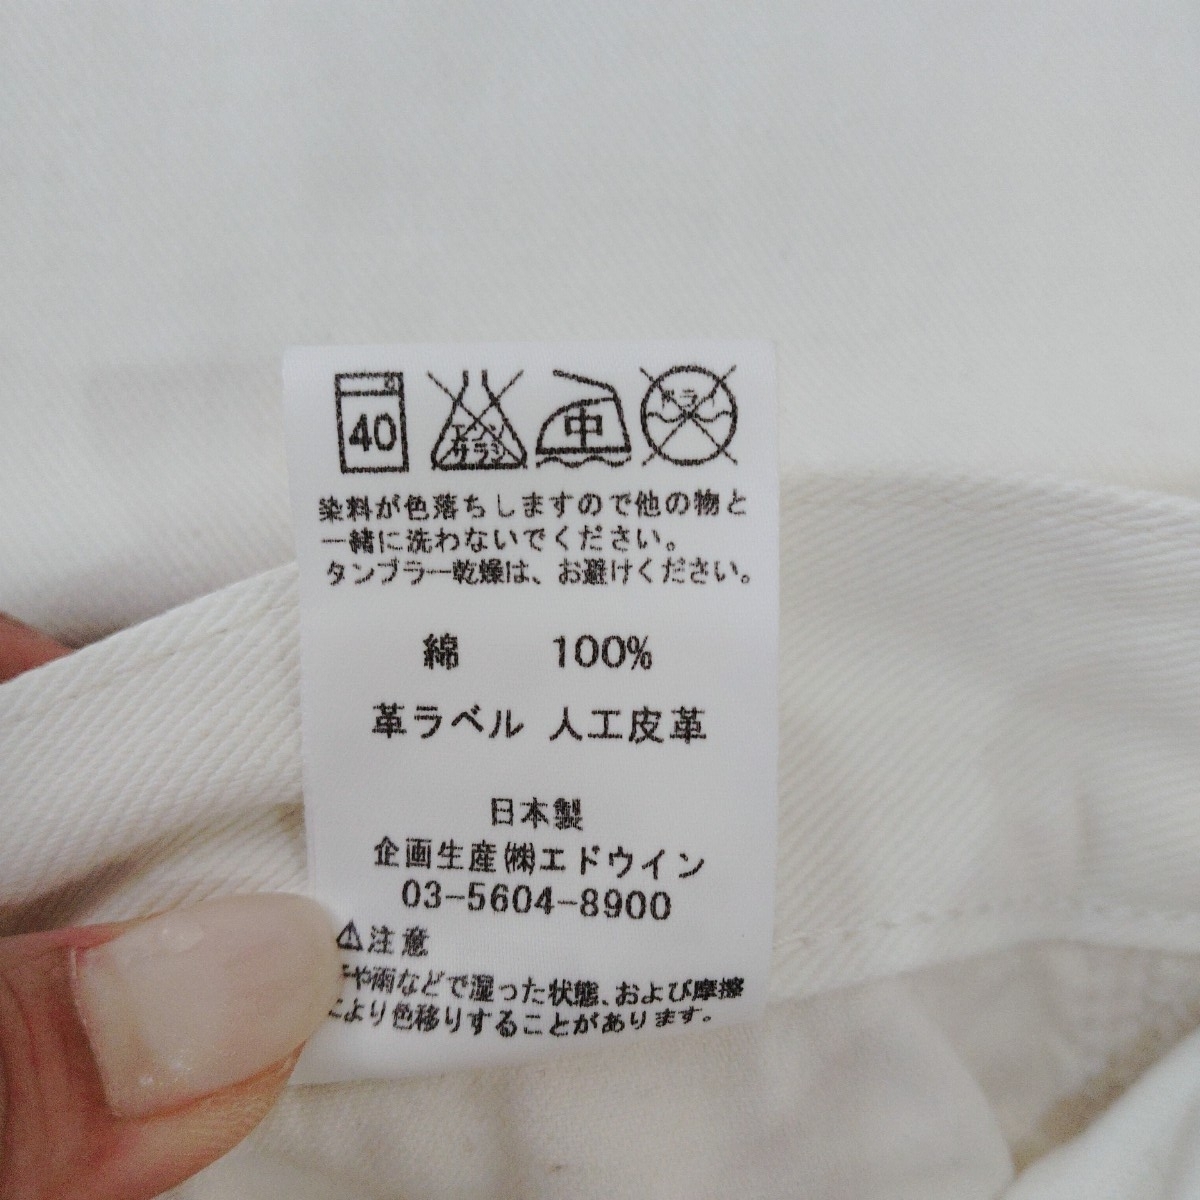 40 エンソサラシ 中 ドライ
染料が色落ちしますので他の物と
一緒に洗わないでください。
タンブラー乾燥は、お避けください。
綿 100%
革ラベル 人工皮革
日本製
企画生産㈱エドウイン
03-5604-8900
⚠注意
や雨などで湿った状態、および摩擦
により色移りすることがあります。